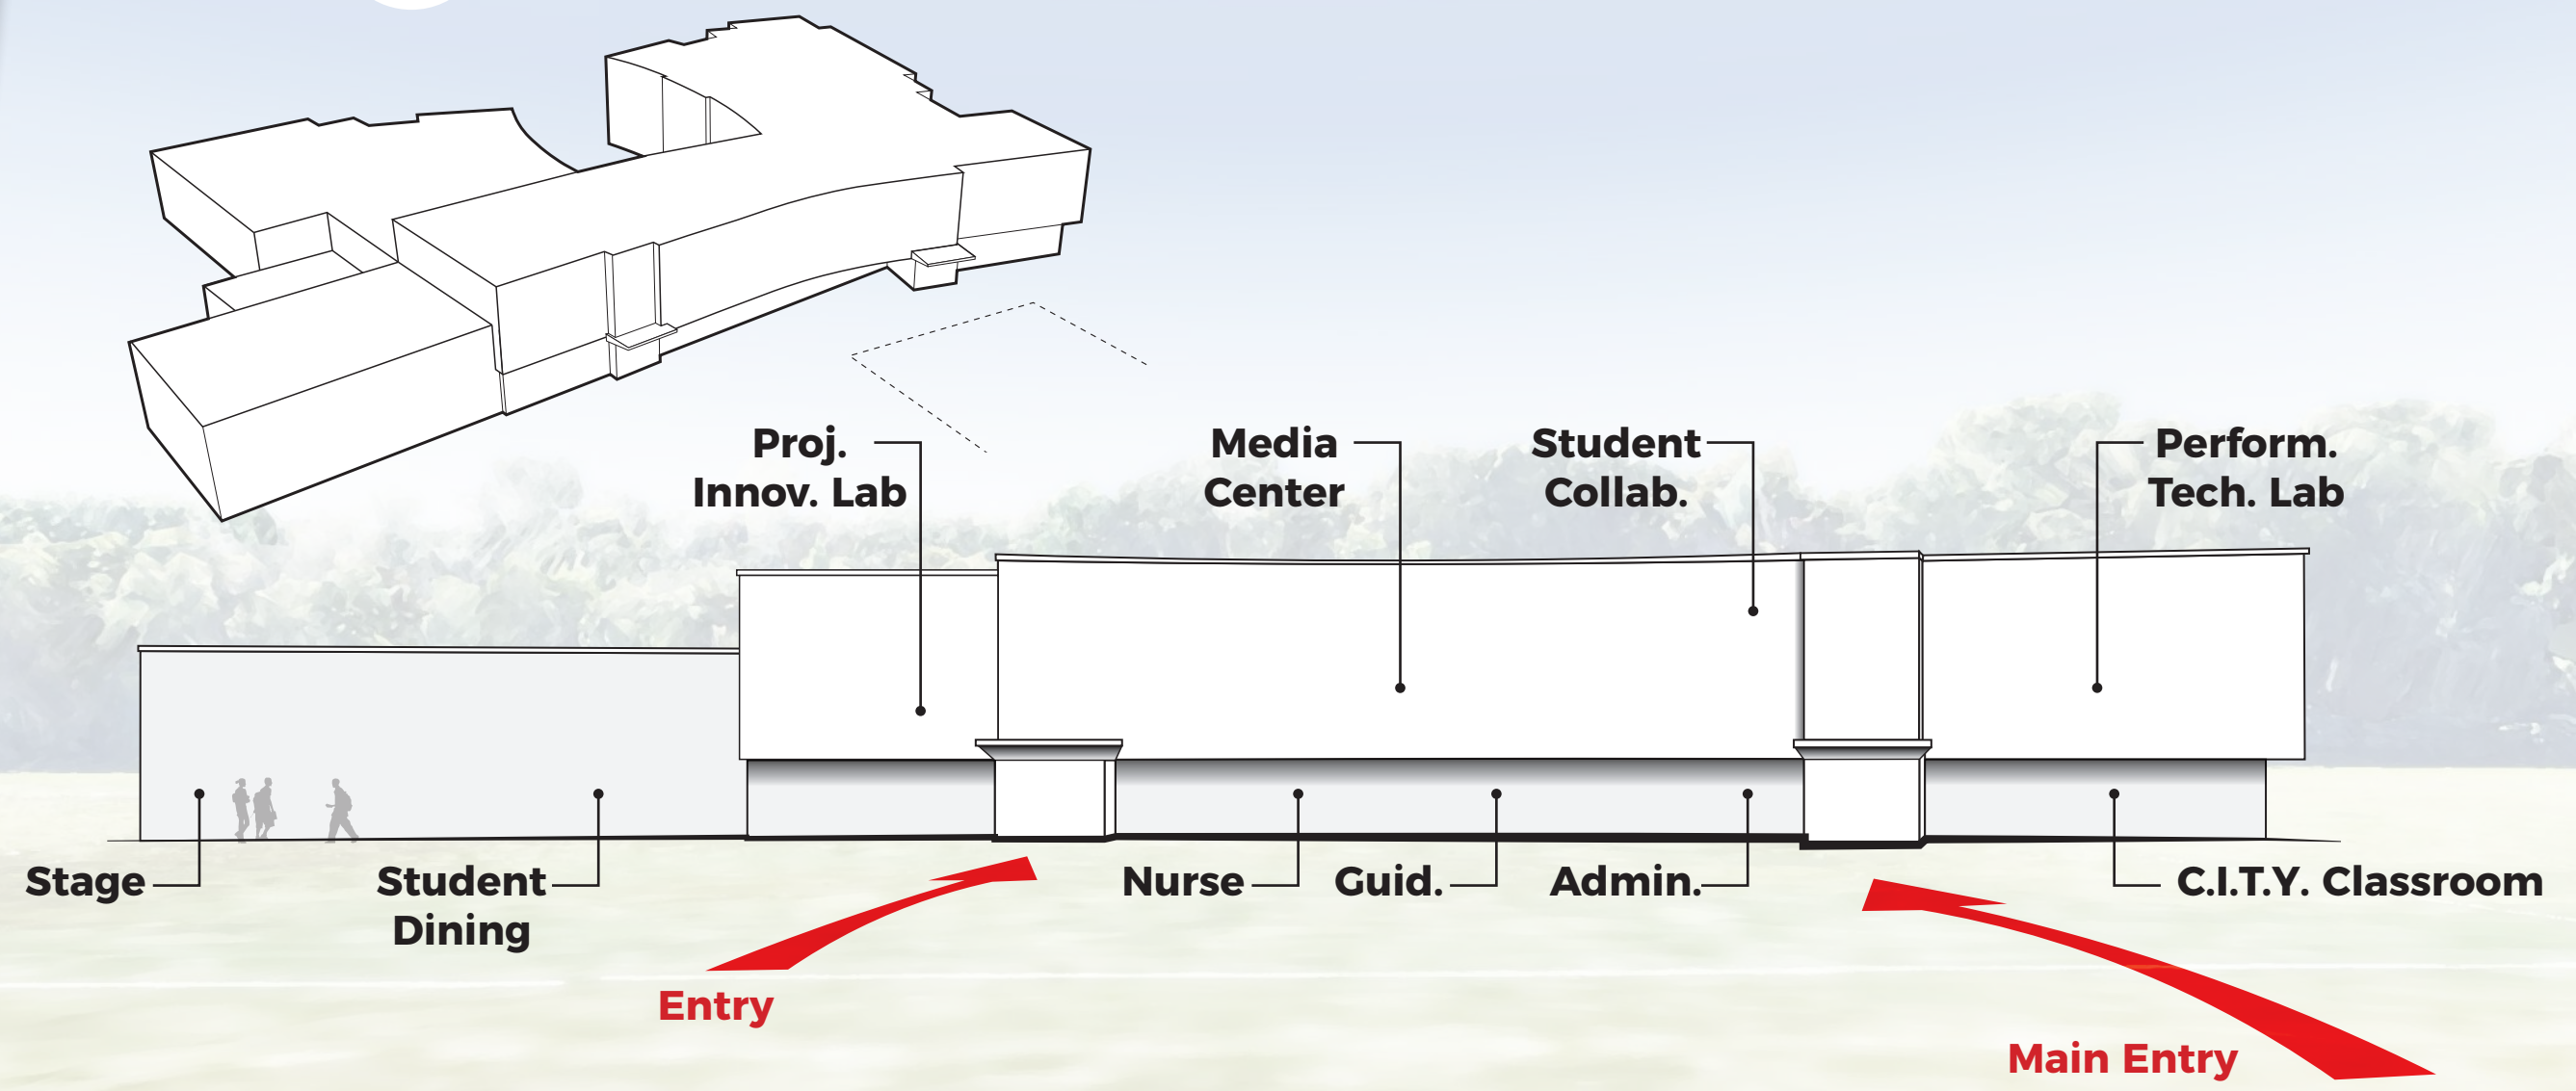 Proj.
Innov. Lab
Media
Center
Student
Collab.
Perform.
Tech. Lab
Stage
Student
Dining
Nurse
Guid.
Admin.
C.I.T.Y. Classroom
Entry
Main Entry